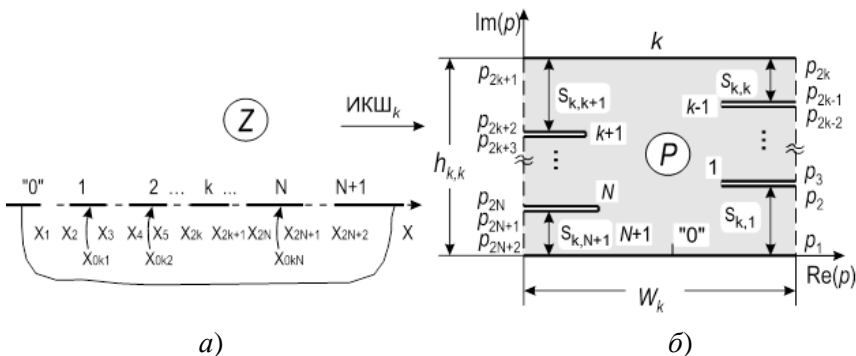 Z
ИКШk
"0" 1 2 ... k ... N N+1
X1 X2 X3 X4 X5 X2k X2k+1 X2N X2N+1 X2N+2 X
X0k1 X0k2 X0kN
а)
Im(p)
k
p2k+1 p2k
Sk,k+1 Sk,k
k-1 p2k-1
p2k+2 k+1 p2k-2
p2k+3
hk,k P
1 p3
N p2
p2N
p2N+1 Sk,N+1 Sk,1
p2N+2 N+1 "0" p1
Re(p)
Wk
б)